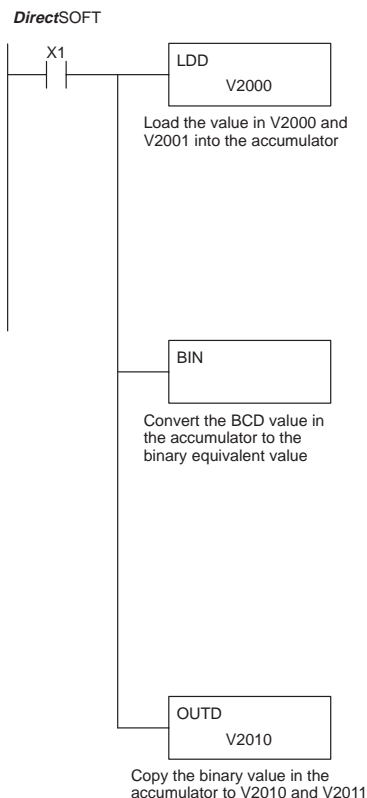 DirectSOFT
X1
LDD
V2000
Load the value in V2000 and
V2001 into the accumulator
BIN
Convert the BCD value in
the accumulator to the
binary equivalent value
OUTD
V2010
Copy the binary value in the
accumulator to V2010 and V2011